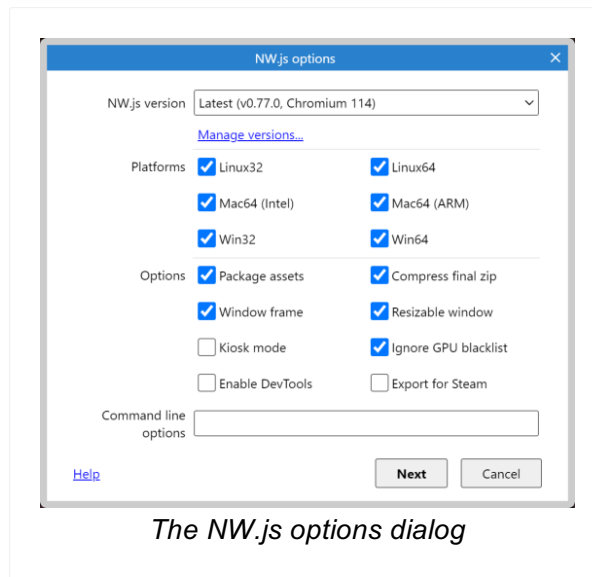 NW.js options
NW.js version Latest (v0.77.0, Chromium 114)
Manage versions...
Platforms Linux32 Linux64
Mac64 (Intel) Mac64 (ARM)
Win32 Win64
Options Package assets Compress final zip
Window frame Resizable window
Kiosk mode Ignore GPU blacklist
Enable DevTools Export for Steam
Command line
options
Help Next Cancel
The NW.js options dialog